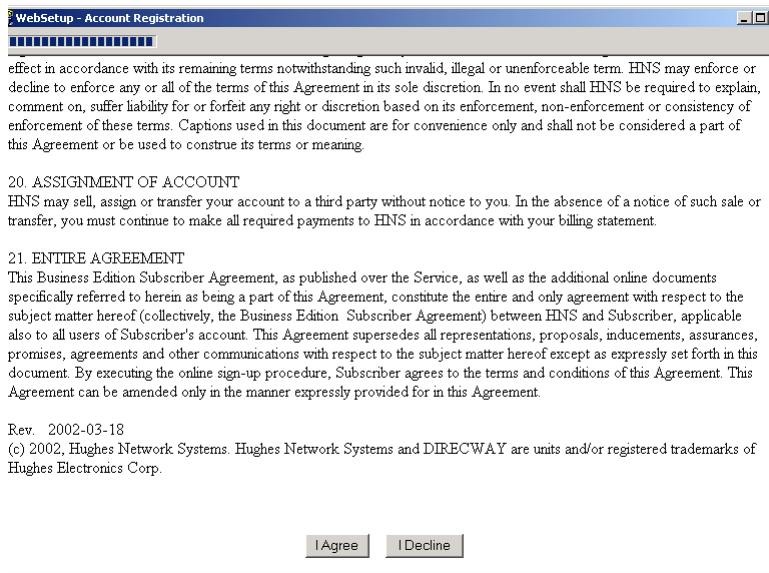 WebSetup - Account Registration
effect in accordance with its remaining terms notwithstanding such invalid, illegal or unenforceable term. HNS may enforce or
decline to enforce any or all of the terms of this Agreement in its sole discretion. In no event shall HNS be required to explain,
comment on, suffer liability for or forfeit any right or discretion based on its enforcement, non-enforcement or consistency of
enforcement of these terms. Captions used in this document are for convenience only and shall not be considered a part of
this Agreement or be used to construe its terms or meaning.
20. ASSIGNMENT OF ACCOUNT
HNS may sell, assign or transfer your account to a third party without notice to you. In the absence of a notice of such sale or
transfer, you must continue to make all required payments to HNS in accordance with your billing statement.
21. ENTIRE AGREEMENT
This Business Edition Subscriber Agreement, as published over the Service, as well as the additional online documents
specifically referred to herein as being a part of this Agreement, constitute the entire and only agreement with respect to the
subject matter hereof (collectively, the Business Edition Subscriber Agreement) between HNS and Subscriber, applicable
also to all users of Subscriber's account. This Agreement supersedes all representations, proposals, inducements, assurances,
promises, agreements and other communications with respect to the subject matter hereof except as expressly set forth in this
document. By executing the online sign-up procedure, Subscriber agrees to the terms and conditions of this Agreement. This
Agreement can be amended only in the manner expressly provided for in this Agreement.
Rev. 2002-03-18
(c) 2002, Hughes Network Systems. Hughes Network Systems and DIRECWAY are units and/or registered trademarks of
Hughes Electronics Corp.
I Agree I Decline